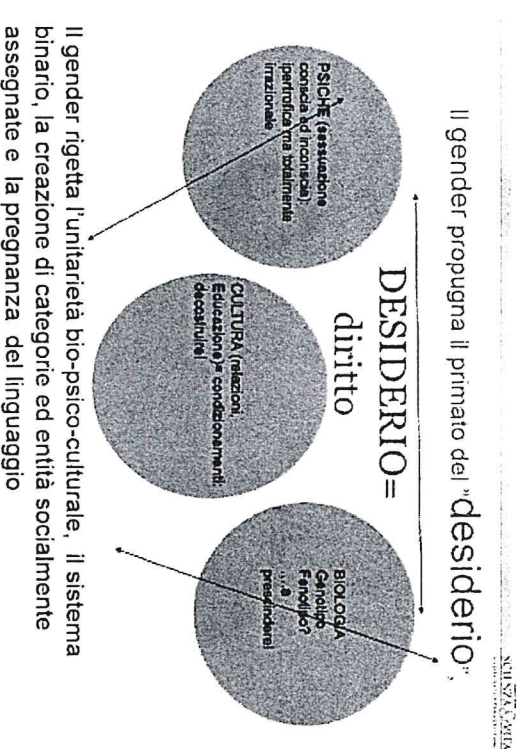 Il gender propugna il primato del "desiderio",
DESIDERIO=
diritto
PSICHE (sessuazione
conscia ed inconscia):
ipertrofica ma totalmente
irrazionale
CULTURA (relazioni,
Educazione)= condizionamenti:
decostruire!
BIOLOGIA
Genotipo
Fenotipo?
....a
prescindere!
Il gender rigetta l'unitarietà bio-psico-culturale, il sistema
binario, la creazione di categorie ed entità socialmente
assegnate e la pregnanza del linguaggio